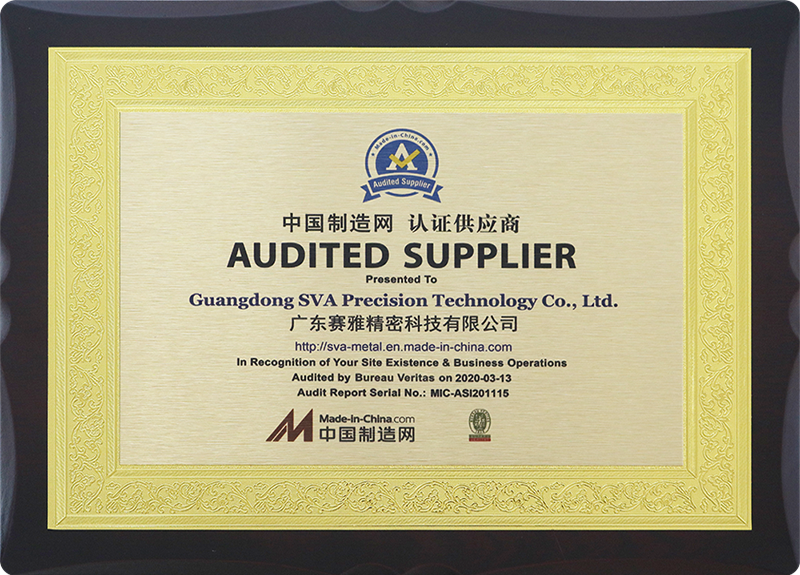 Made-in-China.com
Audited Supplier
中国制造网 认证供应商
AUDITED SUPPLIER
Presented To
Guangdong SVA Precision Technology Co., Ltd.
广东赛雅精密科技有限公司
http://sva-metal.en.made-in-china.com
In Recognition of Your Site Existence & Business Operations
Audited by Bureau Veritas on 2020-03-13
Audit Report Serial No.: MIC-ASI201115
Made-in-China.com
中国制造网